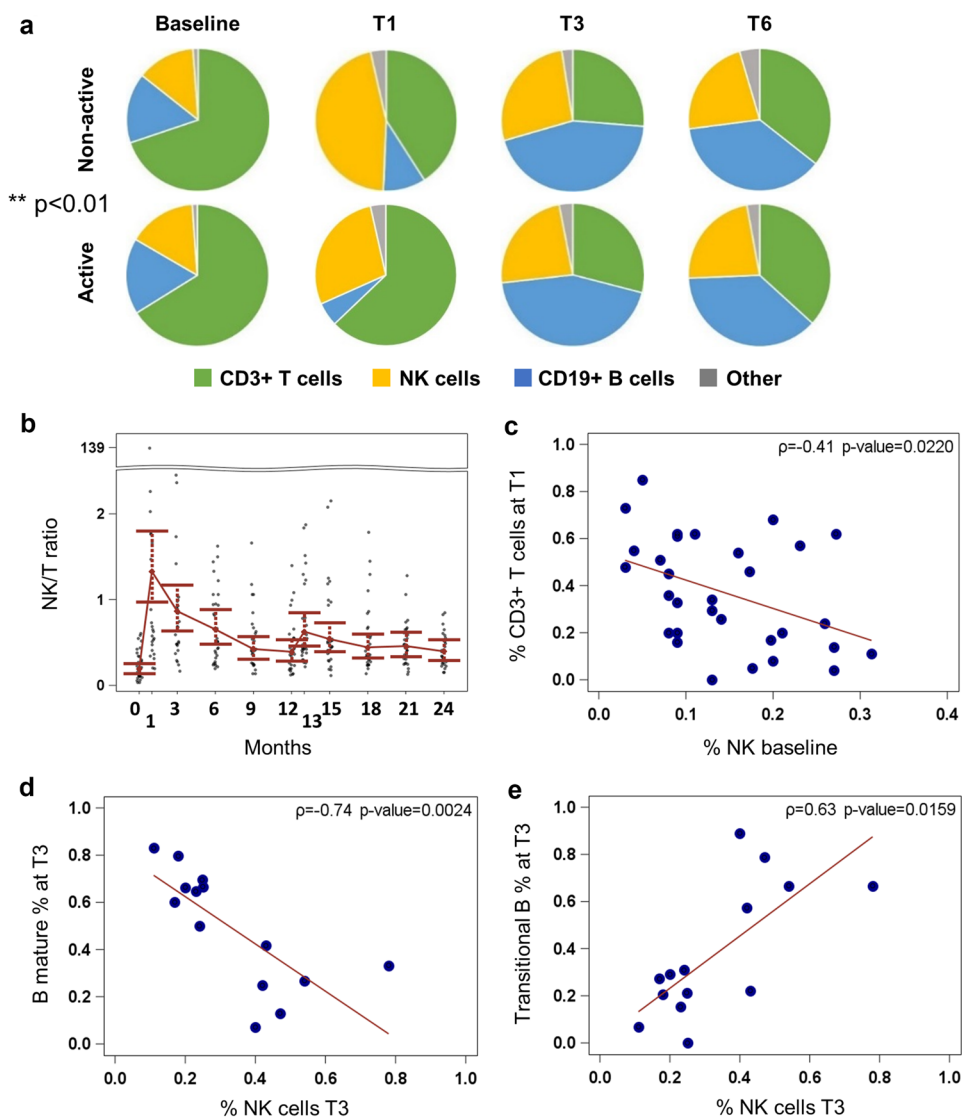 a
Baseline T1 T3 T6
Non-active
** p<0.01
Active
CD3+ T cells NK cells CD19+ B cells Other
b
139
2
1
0
NK/T ratio
0 1 3 6 9 12 13 15 18 21 24
Months
c
ρ=-0.41 p-value=0.0220
1.0
0.8
0.6
0.4
0.2
0.0
% CD3+ T cells at T1
0.0 0.1 0.2 0.3 0.4
% NK baseline
d
ρ=-0.74 p-value=0.0024
1.0
0.8
0.6
0.4
0.2
0.0
B mature % at T3
0.0 0.2 0.4 0.6 0.8 1.0
% NK cells T3
e
ρ=0.63 p-value=0.0159
1.0
0.8
0.6
0.4
0.2
0.0
Transitional B % at T3
0.0 0.2 0.4 0.6 0.8 1.0
% NK cells T3